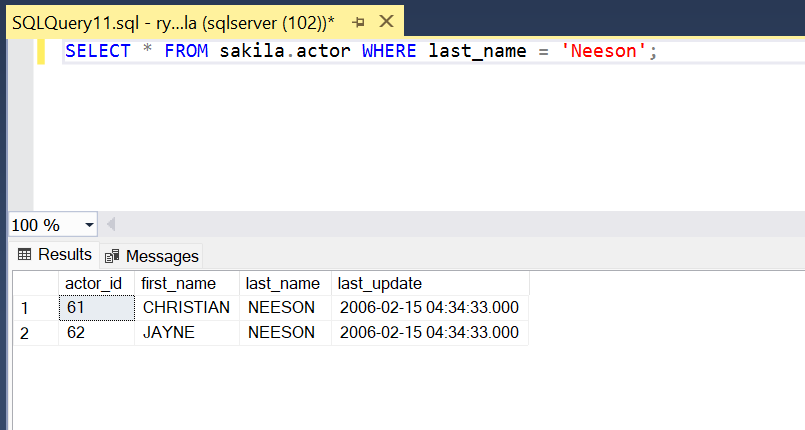 SQLQuery11.sql - ry...la (sqlserver (102))*
SELECT * FROM sakila.actor WHERE last_name = 'Neeson';
100 %
Results Messages
actor_id first_name last_name last_update
1 61 CHRISTIAN NEESON 2006-02-15 04:34:33.000
2 62 JAYNE NEESON 2006-02-15 04:34:33.000